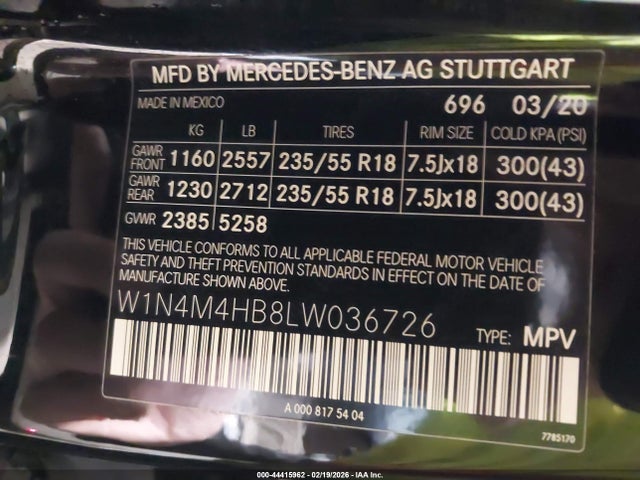 MFD BY MERCEDES-BENZ AG STUTTGART
MADE IN MEXICO 696 03/20
KG LB TIRES RIM SIZE COLD KPA (PSI)
GAWR FRONT 1160 2557 235/55 R18 7.5Jx18 300(43)
GAWR REAR 1230 2712 235/55 R18 7.5Jx18 300(43)
GVWR 2385 5258
THIS VEHICLE CONFORMS TO ALL APPLICABLE FEDERAL MOTOR VEHICLE
SAFETY AND THEFT PREVENTION STANDARDS IN EFFECT ON THE DATE OF
MANUFACTURE SHOWN ABOVE.
W1N4M4HB8LW036726 TYPE: MPV
A 000 817 54 04
7785170
000-44415962 - 02/19/2026 - IAA Inc.